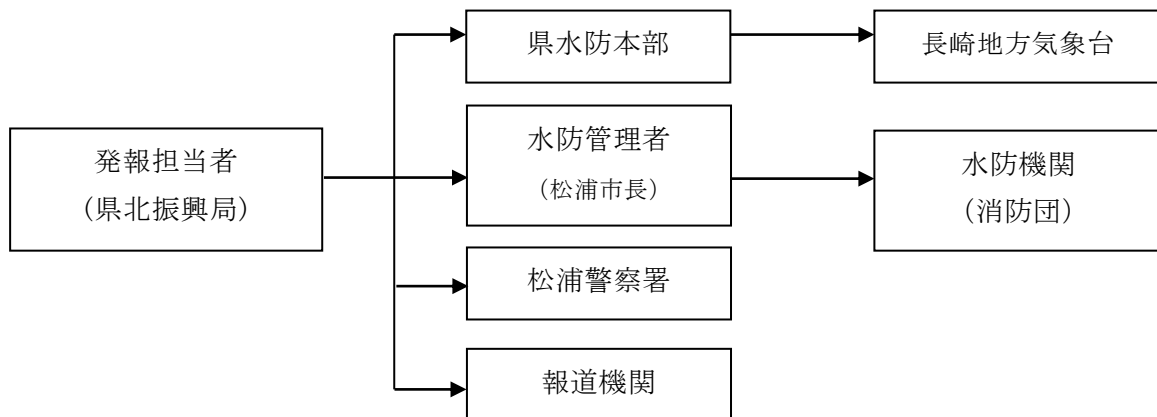 県水防本部
長崎地方気象台
発報担当者
（県北振興局）
水防管理者
（松浦市長）
水防機関
（消防団）
松浦警察署
報道機関